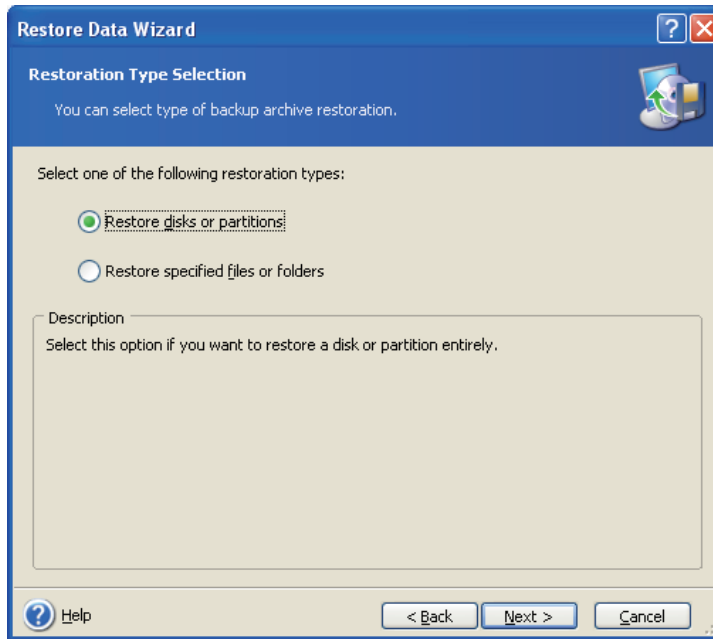 Restore Data Wizard
Restoration Type Selection
You can select type of backup archive restoration.
Select one of the following restoration types:
Restore disks or partitions
Restore specified files or folders
Description
Select this option if you want to restore a disk or partition entirely.
Help
< Back
Next >
Cancel